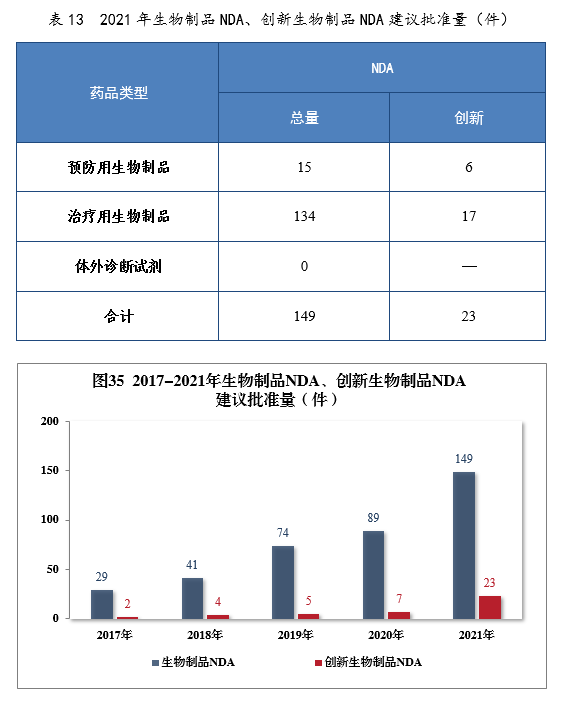 表 13 2021 年生物制品 NDA、创新生物制品 NDA 建议批准量（件）
药品类型
NDA
总量 创新
预防用生物制品 15 6
治疗用生物制品 134 17
体外诊断试剂 0 —
合计 149 23
图35 2017-2021年生物制品NDA、创新生物制品NDA
建议批准量（件）
200
150
100
50
0
29 2
41 4
74 5
89 7
149 23
2017年 2018年 2019年 2020年 2021年
生物制品NDA 创新生物制品NDA